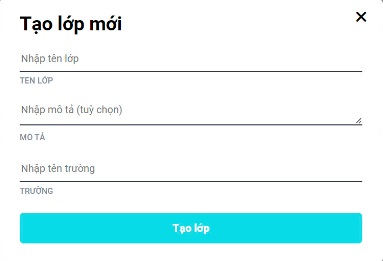 Tạo lớp mới
Nhập tên lớp
TÊN LỚP
Nhập mô tả (tuỳ chọn)
MÔ TẢ
Nhập tên trường
TRƯỜNG
Tạo lớp